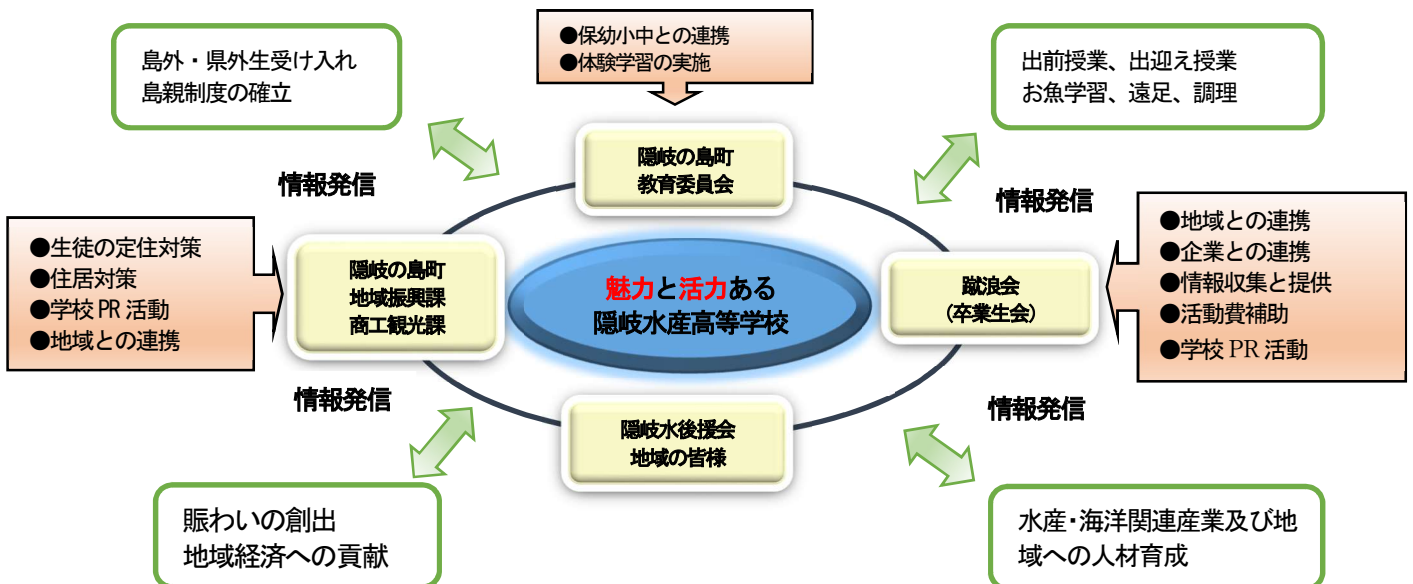 島外・県外生受け入れ
島親制度の確立
●保幼小中との連携
●体験学習の実施
出前授業、出迎え授業
お魚学習、遠足、調理
情報発信
隠岐の島町
教育委員会
情報発信
●生徒の定住対策
●住居対策
●学校 PR 活動
●地域との連携
隠岐の島町
地域振興課
商工観光課
魅力と活力ある
隠岐水産高等学校
蹴浪会
(卒業生会)
●地域との連携
●企業との連携
●情報収集と提供
●活動費補助
●学校 PR 活動
情報発信
隠岐水後援会
地域の皆様
情報発信
賑わいの創出
地域経済への貢献
水産・海洋関連産業及び地
域への人材育成